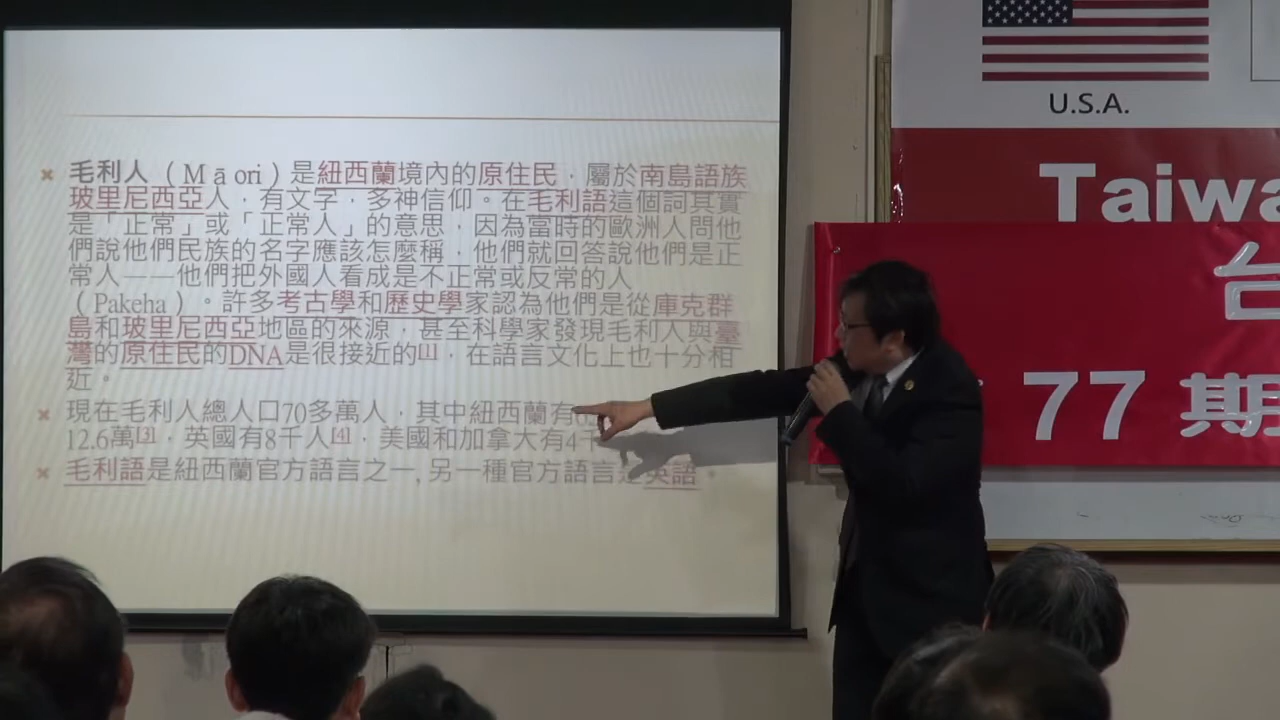 毛利人（Māori）是紐西蘭境內的原住民，屬於南島語族
玻里尼西亞人，有文字，多神信仰。在毛利語這個詞其實
是「正常」或「正常人」的意思，因為當時的歐洲人問他
們說他們民族的名字應該怎麼稱，他們就回答說他們是正
常人——他們把外國人看成是不正常或反常的人
（Pakeha）。許多考古學和歷史學家認為他們是從庫克群
島和玻里尼西亞地區的來源，甚至科學家發現毛利人與臺
灣的原住民的DNA是很接近的[1]，在語言文化上也十分相
近。
現在毛利人總人口70多萬人，其中紐西蘭有
12.6萬[3]，英國有8千人[4]，美國和加拿大有4千
毛利語是紐西蘭官方語言之一,另一種官方語言是英語。
U.S.A.
Taiwa
台
77 期